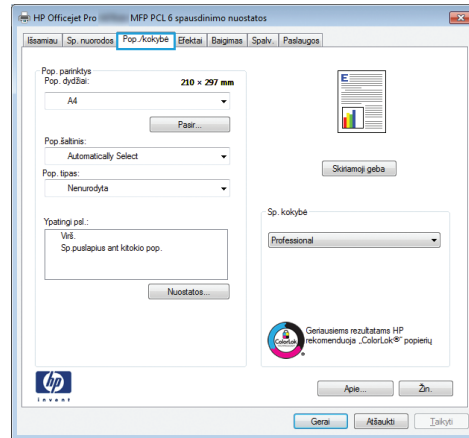 HP Officejet Pro MFP PCL 6 spausdinimo nuostatos
Išsamiau Sp. nuorodos Pop./kokybė Efektai Baigimas Spalv. Paslaugos
Pop. parinktys
Pop. dydžiai: 210 × 297 mm
A4
Pasir...
Pop.šaltinis:
Automatically Select
Pop. tipas:
Nenurodyta
Skiriamoji geba
Ypatingi psl.:
Virš.
Sp.puslapius ant kitokio pop.
Nuostatos...
Sp. kokybė
Professional
ColorLok
Geriausiems rezultatams HP
rekomenduoja „ColorLok®“ popierių
hp
invent
Apie... Žin.
Gerai Atšaukti Taikyti